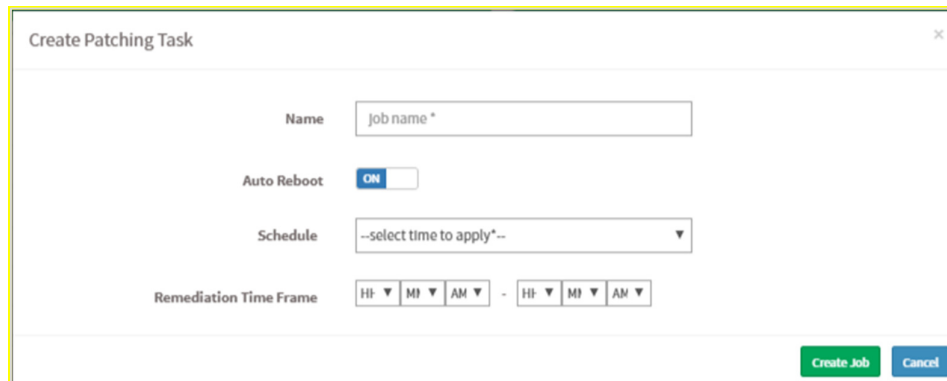 Create Patching Task ×
Name Job name *
Auto Reboot ON
Schedule --select time to apply*--
Remediation Time Frame AM - AM
Create Job Cancel